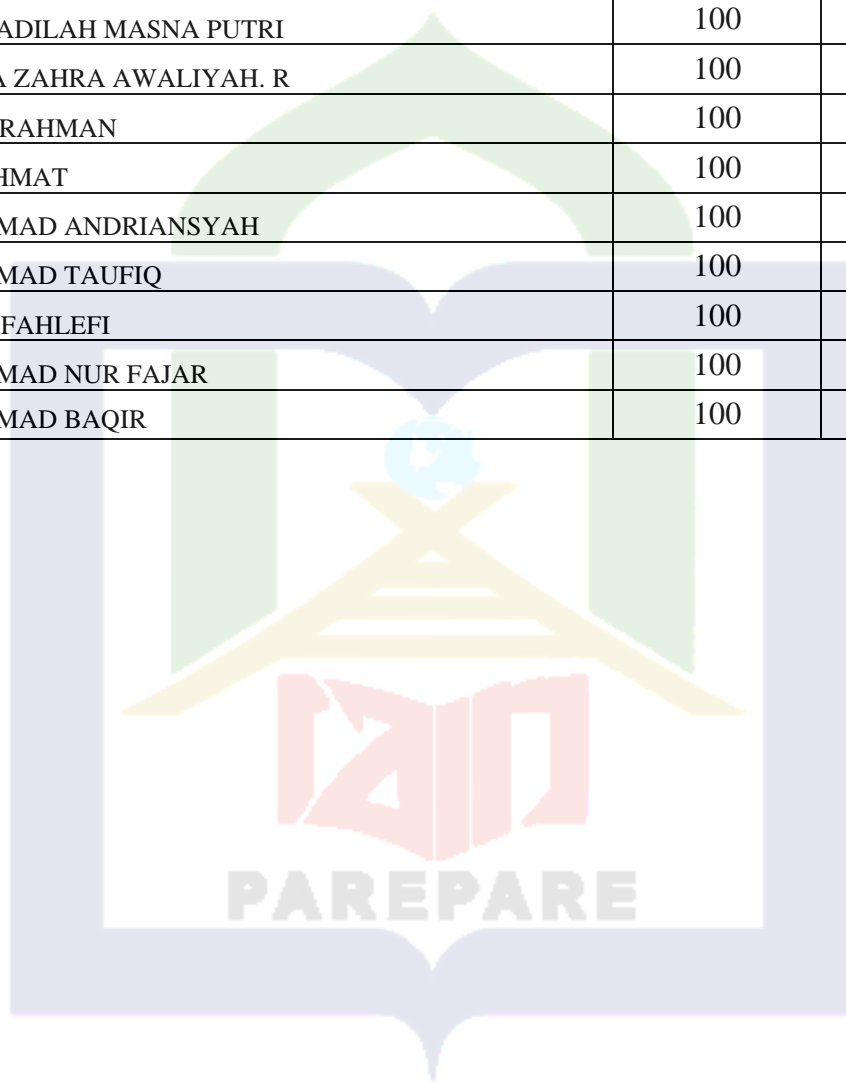 ADILAH MASNA PUTRI 100
A ZAHRA AWALIYAH. R 100
RAHMAN 100
HMAT 100
MAD ANDRIANSYAH 100
MAD TAUFIQ 100
FAHLEFI 100
MAD NUR FAJAR 100
MAD BAQIR 100
iain
PAREPARE